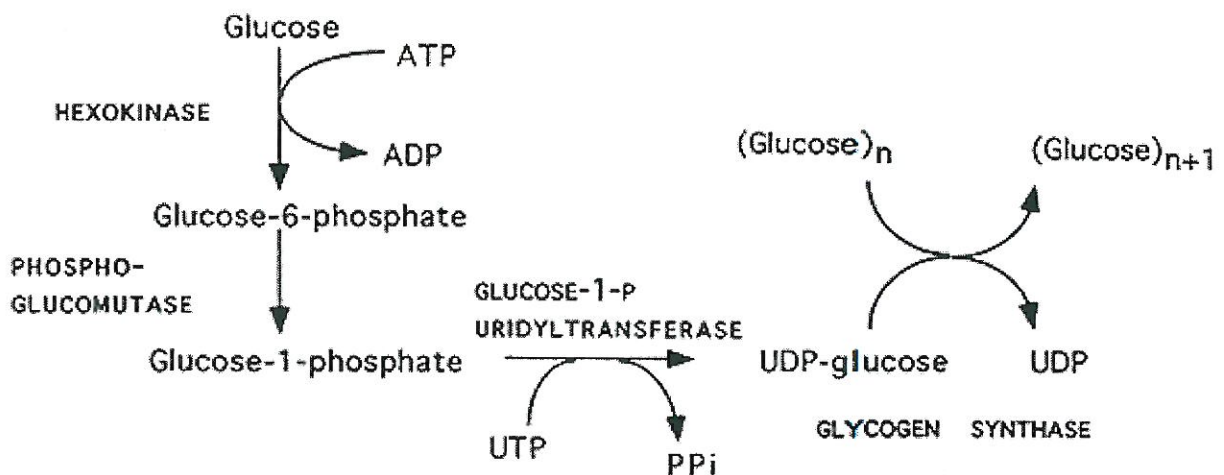 Glucose
ATP
HEXOKINASE
ADP
(Glucose)n
(Glucose)n+1
Glucose-6-phosphate
PHOSPHO-
GLUCOMUTASE
GLUCOSE-1-P
URIDYLTRANSFERASE
Glucose-1-phosphate
UDP-glucose
UDP
UTP
PPi
GLYCOGEN SYNTHASE